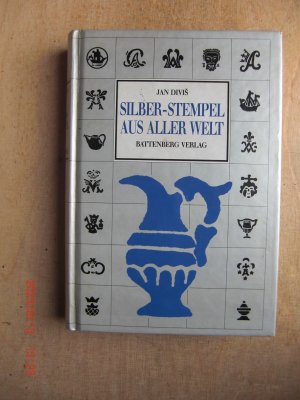 JAN DIVIŠ
SILBER-STEMPEL
AUS ALLER WELT
BATTENBERG VERLAG